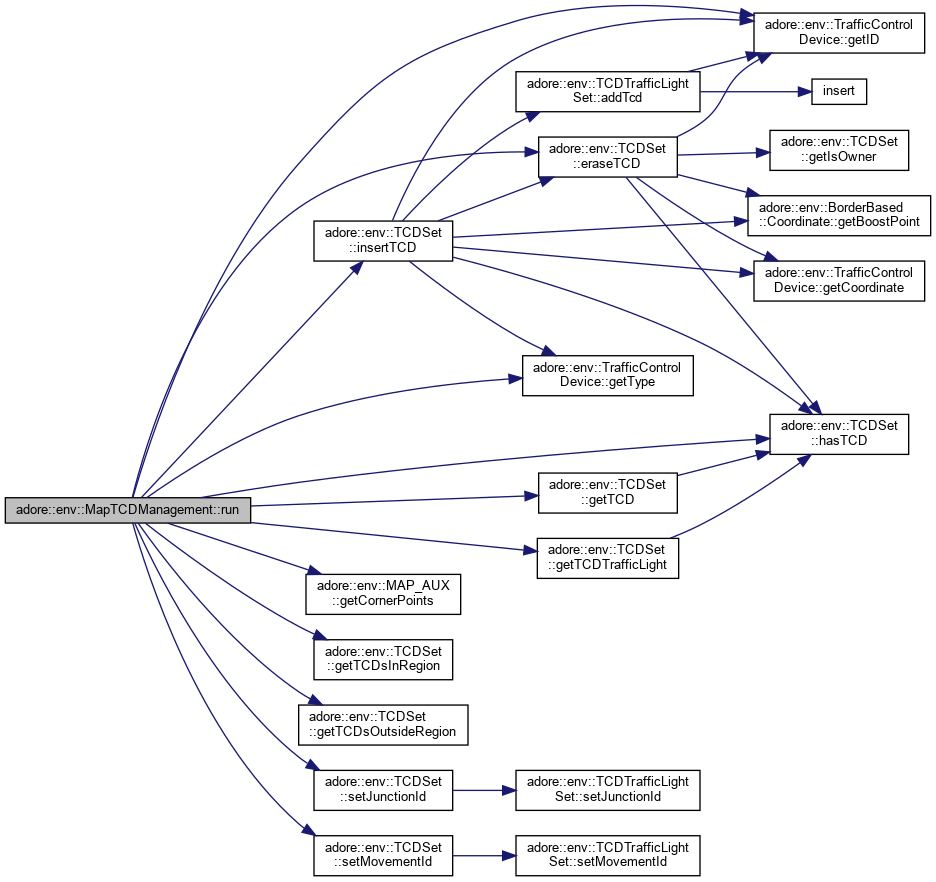 adore::env::TrafficControl
Device::getID
adore::env::TCDTrafficLight
Set::addTcd
insert
adore::env::TCDSet
::eraseTCD
adore::env::TCDSet
::getIsOwner
adore::env::BorderBased
::Coordinate::getBoostPoint
adore::env::TCDSet
::insertTCD
adore::env::TrafficControl
Device::getCoordinate
adore::env::TrafficControl
Device::getType
adore::env::TCDSet
::hasTCD
adore::env::MapTCDManagement::run
adore::env::TCDSet
::getTCD
adore::env::TCDSet
::getTCDTrafficLight
adore::env::MAP_AUX
::getCornerPoints
adore::env::TCDSet
::getTCDsInRegion
adore::env::TCDSet
::getTCDsOutsideRegion
adore::env::TCDSet
::setJunctionId
adore::env::TCDTrafficLight
Set::setJunctionId
adore::env::TCDSet
::setMovementId
adore::env::TCDTrafficLight
Set::setMovementId